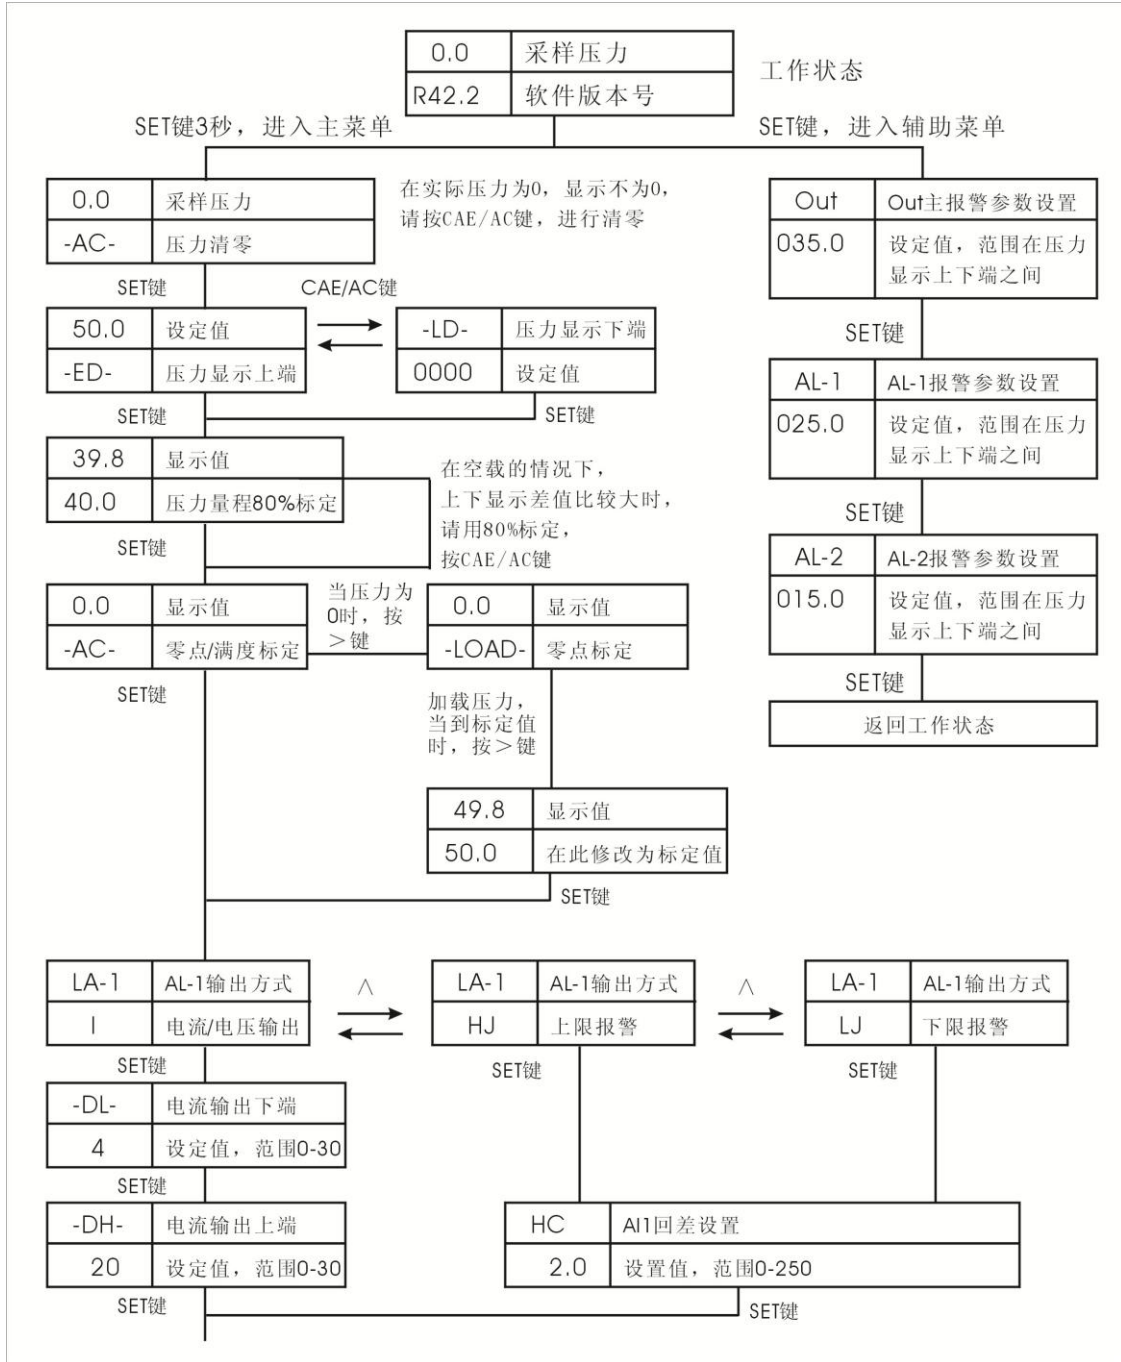 0.0 采样压力
R42.2 软件版本号
工作状态
SET键3秒，进入主菜单
SET键，进入辅助菜单
0.0 采样压力
-AC- 压力清零
在实际压力为0，显示不为0，
请按CAE/AC键，进行清零
SET键
CAE/AC键
50.0 设定值
-ED- 压力显示上端
-LD- 压力显示下端
0000 设定值
SET键
SET键
39.8 显示值
40.0 压力量程80%标定
在空载的情况下，
上下显示差值比较大时，
请用80%标定，
按CAE/AC键
SET键
0.0 显示值
-AC- 零点/满度标定
当压力为
0时，按
＞键
0.0 显示值
-LOAD- 零点标定
SET键
加载压力，
当到标定值
时，按＞键
49.8 显示值
50.0 在此修改为标定值
SET键
Out Out主报警参数设置
035.0 设定值，范围在压力
显示上下端之间
SET键
AL-1 AL-1报警参数设置
025.0 设定值，范围在压力
显示上下端之间
SET键
AL-2 AL-2报警参数设置
015.0 设定值，范围在压力
显示上下端之间
SET键
返回工作状态
LA-1 AL-1输出方式
I 电流/电压输出
∧
LA-1 AL-1输出方式
HJ 上限报警
∧
LA-1 AL-1输出方式
LJ 下限报警
SET键
SET键
SET键
-DL- 电流输出下端
4 设定值，范围0-30
SET键
-DH- 电流输出上端
20 设定值，范围0-30
HC AI1回差设置
2.0 设置值，范围0-250
SET键
SET键